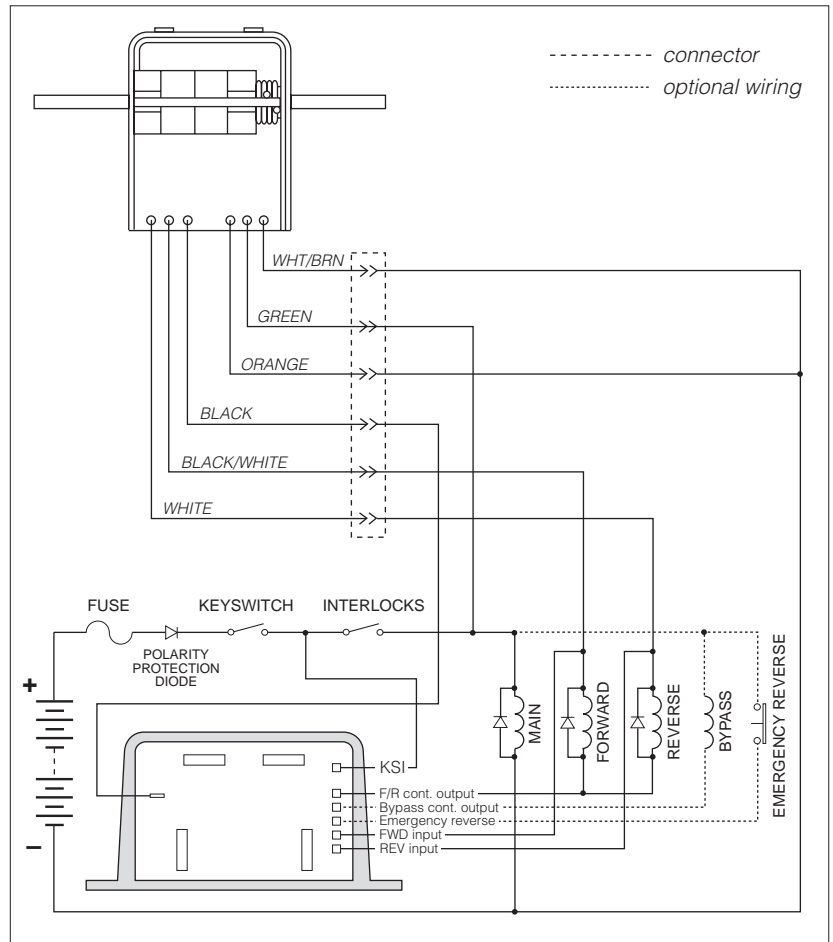 connector
optional wiring
WHT/BRN
GREEN
ORANGE
BLACK
BLACK/WHITE
WHITE
FUSE
KEYSWITCH
INTERLOCKS
POLARITY
PROTECTION
DIODE
+
–
MAIN
FORWARD
REVERSE
BYPASS
EMERGENCY REVERSE
KSI
F/R cont. output
Bypass cont. output
Emergency reverse
FWD input
REV input